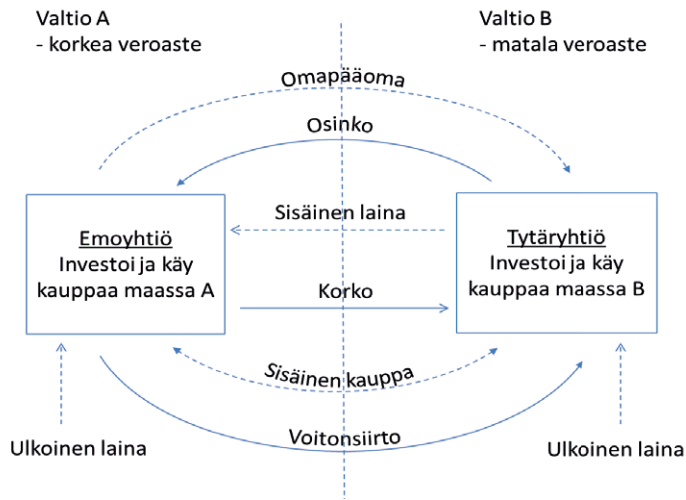 Valtio A
- korkea veroaste
Valtio B
- matala veroaste
Omapääoma
Osinko
Sisäinen laina
Emoyhtiö
Investoi ja käy
kauppaa maassa A
Tytäryhtiö
Investoi ja käy
kauppaa maassa B
Korko
Sisäinen kauppa
Voitonsiirto
Ulkoinen laina
Ulkoinen laina